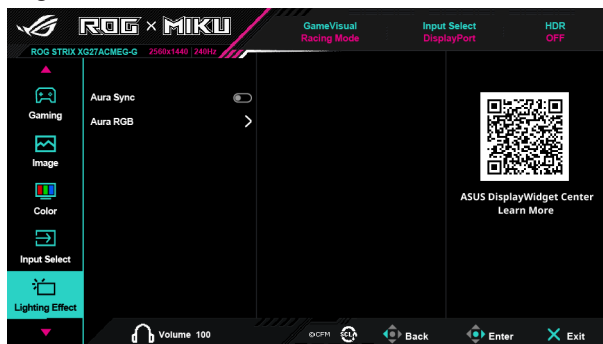 ROG × MIKU
GameVisual
Racing Mode
Input Select
DisplayPort
HDR
OFF
ROG STRIX XG27ACMEG-G 2560x1440 240Hz
Gaming
Image
Color
Input Select
Lighting Effect
Aura Sync
Aura RGB
ASUS DisplayWidget Center
Learn More
Volume 100
©CFM
Back
Enter
Exit